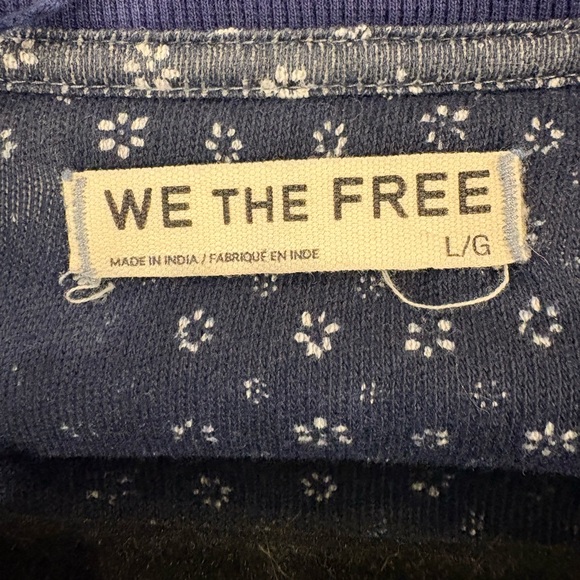 WE THE FREE
MADE IN INDIA / FABRIQUÉ EN INDE
L/G